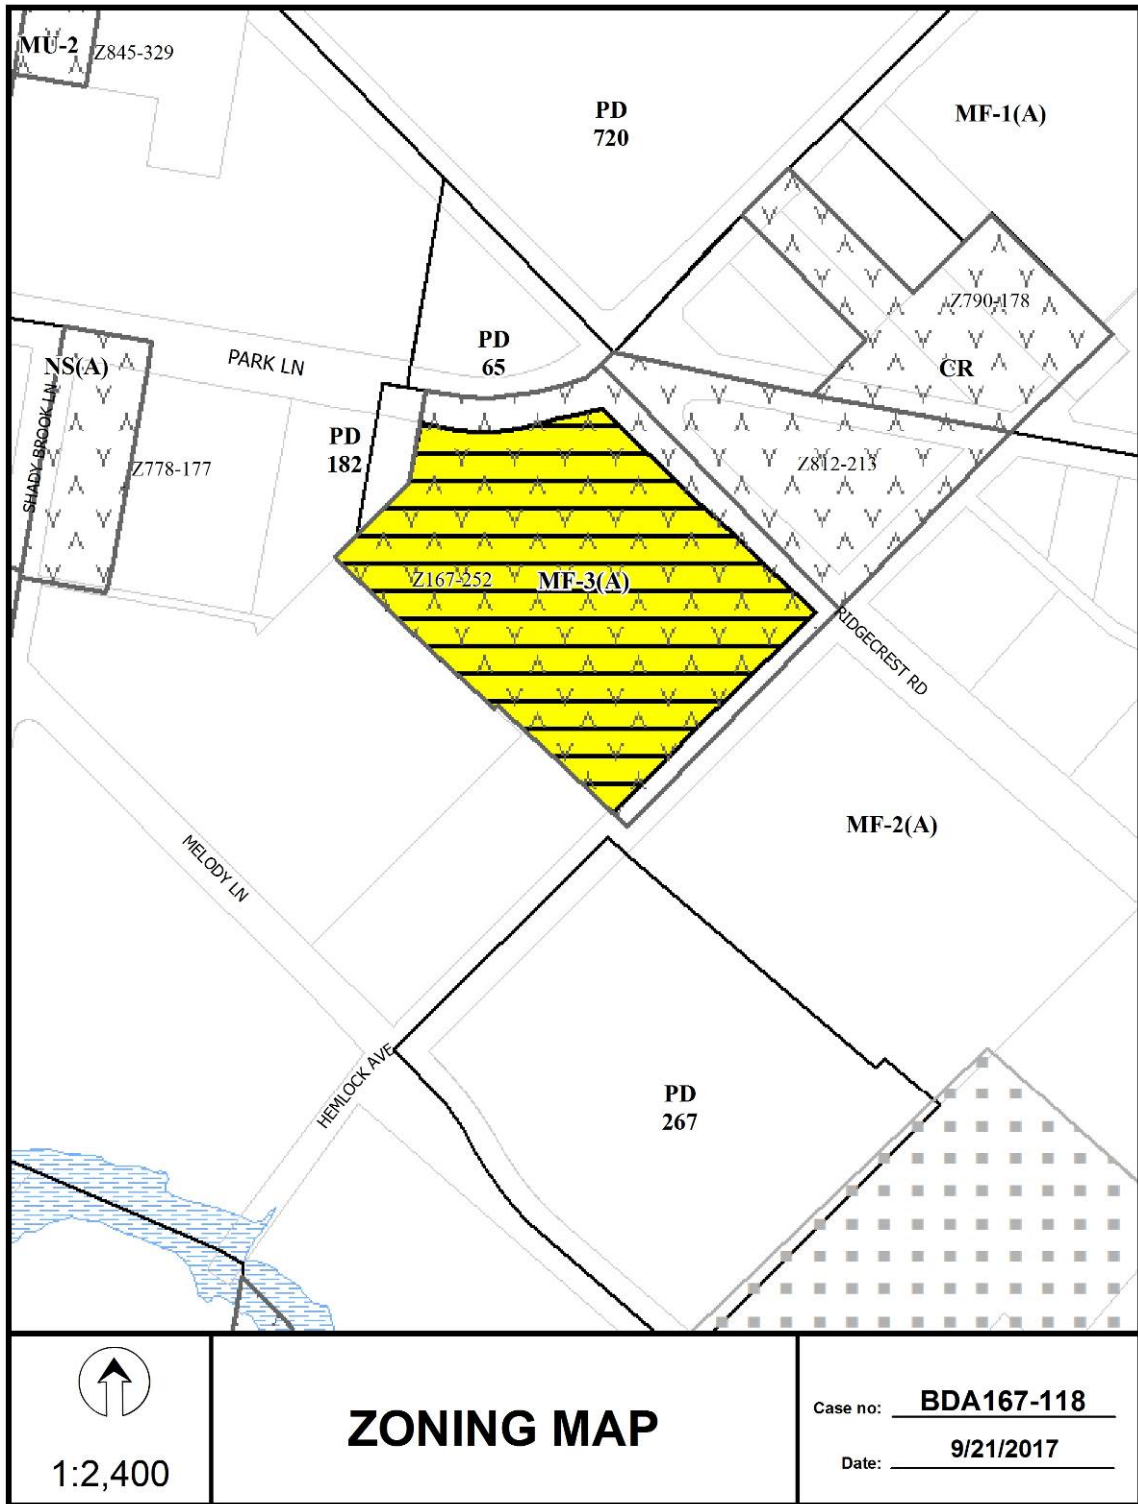 MU-2
Z845-329
PD
720
MF-1(A)
Z790-178
PD
65
NS(A)
PARK LN
CR
SHADY BROOK LN
PD
182
Z778-177
Z812-213
Z167-252
MF-3(A)
RIDGECREST RD
MF-2(A)
MELODY LN
HEMLOCK AVE
PD
267
1:2,400
ZONING MAP
Case no: BDA167-118
Date: 9/21/2017